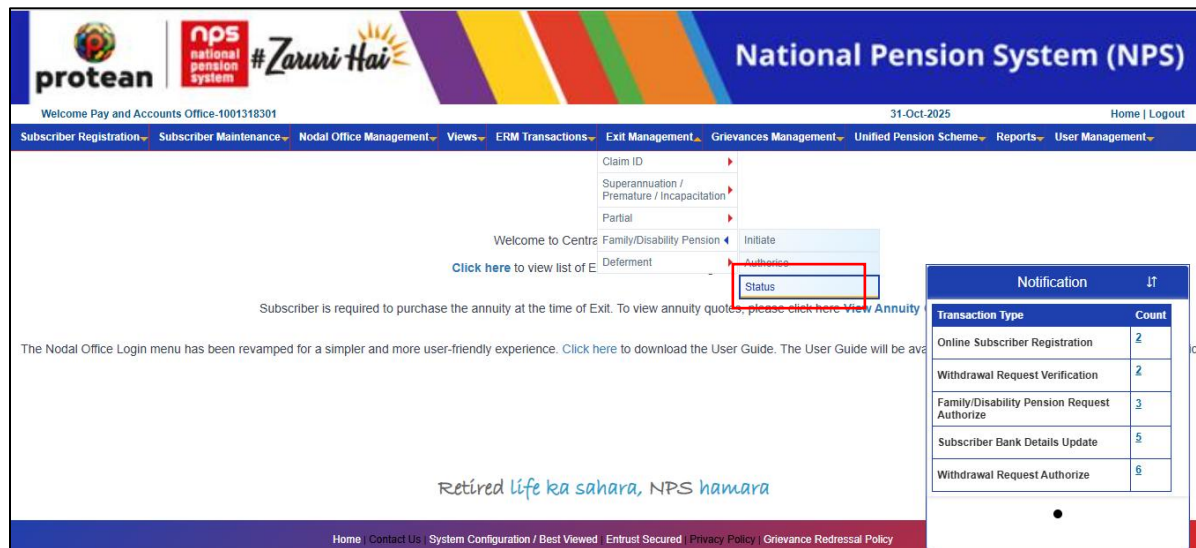 protean
nps
national
pension
system
#Zaruri Hai
National Pension System (NPS)
Welcome Pay and Accounts Office-1001318301
31-Oct-2025
Home | Logout
Subscriber Registration Subscriber Maintenance Nodal Office Management Views ERM Transactions Exit Management Grievances Management Unified Pension Scheme Reports User Management
Claim ID
Superannuation /
Premature / Incapacitation
Partial
Family/Disability Pension
Deferment
Initiate
Authorise
Status
Welcome to Centra
Click here to view list of E
Subscriber is required to purchase the annuity at the time of Exit. To view annuity quotes, please click here View Annuity
The Nodal Office Login menu has been revamped for a simpler and more user-friendly experience. Click here to download the User Guide. The User Guide will be ava
Notification
Transaction Type Count
Online Subscriber Registration 2
Withdrawal Request Verification 2
Family/Disability Pension Request
Authorize 3
Subscriber Bank Details Update 5
Withdrawal Request Authorize 6
Retired life ka sahara, NPS hamara
Home | Contact Us | System Configuration / Best Viewed | Entrust Secured | Privacy Policy | Grievance Redressal Policy